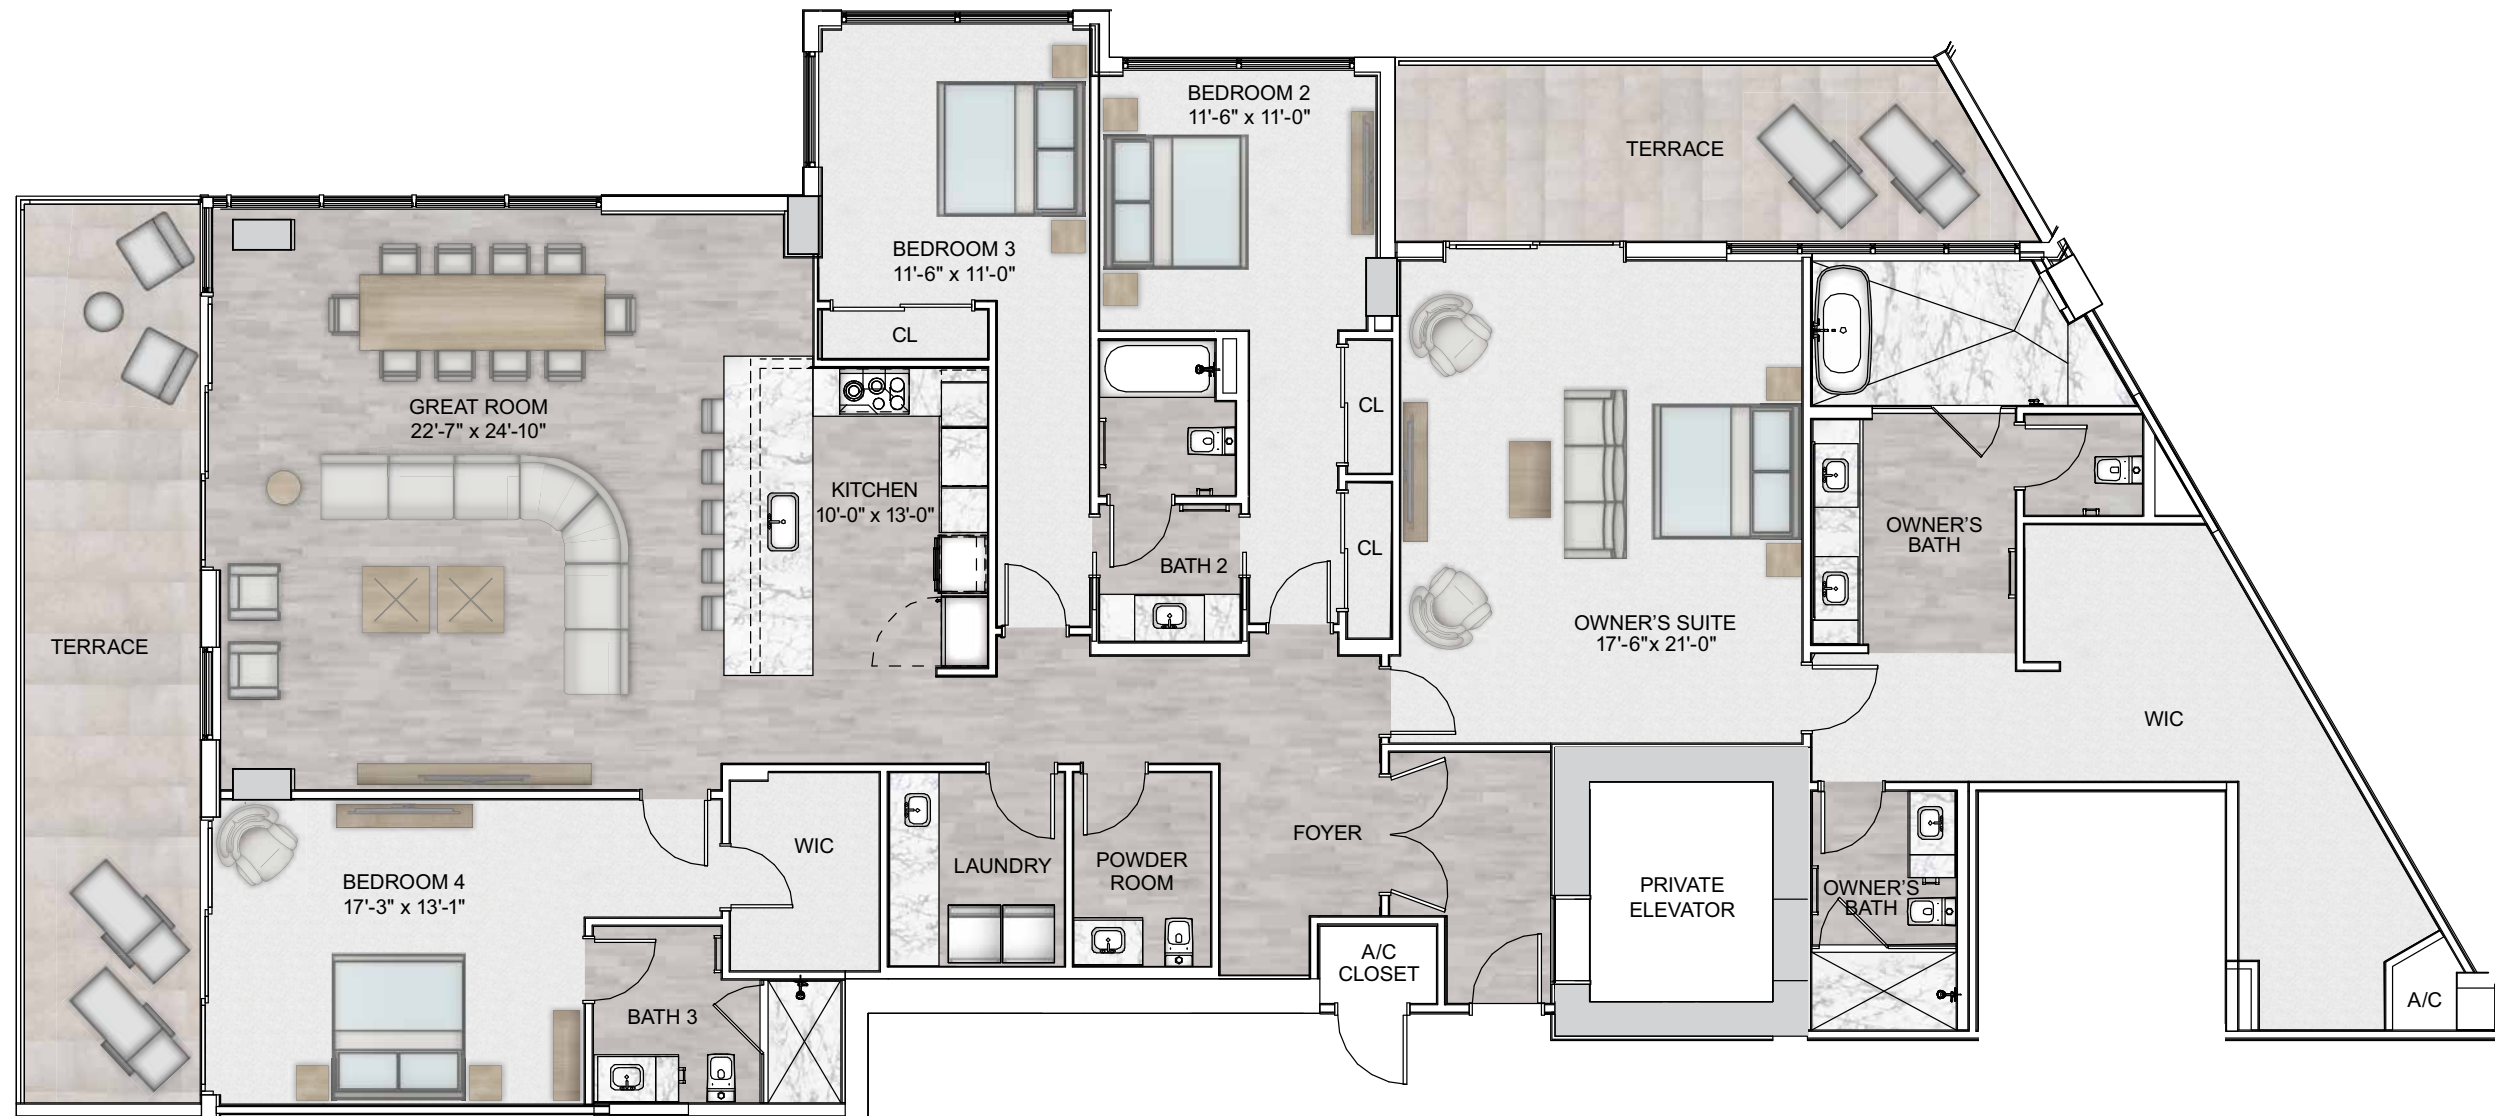 BEDROOM 2
11'-6" x 11'-0"
TERRACE
BEDROOM 3
11'-6" x 11'-0"
CL
GREAT ROOM
22'-7" x 24'-10"
CL
KITCHEN
10'-0" x 13'-0"
OWNER'S
BATH
CL
BATH 2
OWNER'S SUITE
17'-6"x 21'-0"
TERRACE
WIC
FOYER
WIC
LAUNDRY
POWDER
ROOM
BEDROOM 4
17'-3" x 13'-1"
PRIVATE
ELEVATOR
OWNER'S
BATH
A/C
CLOSET
A/C
BATH 3